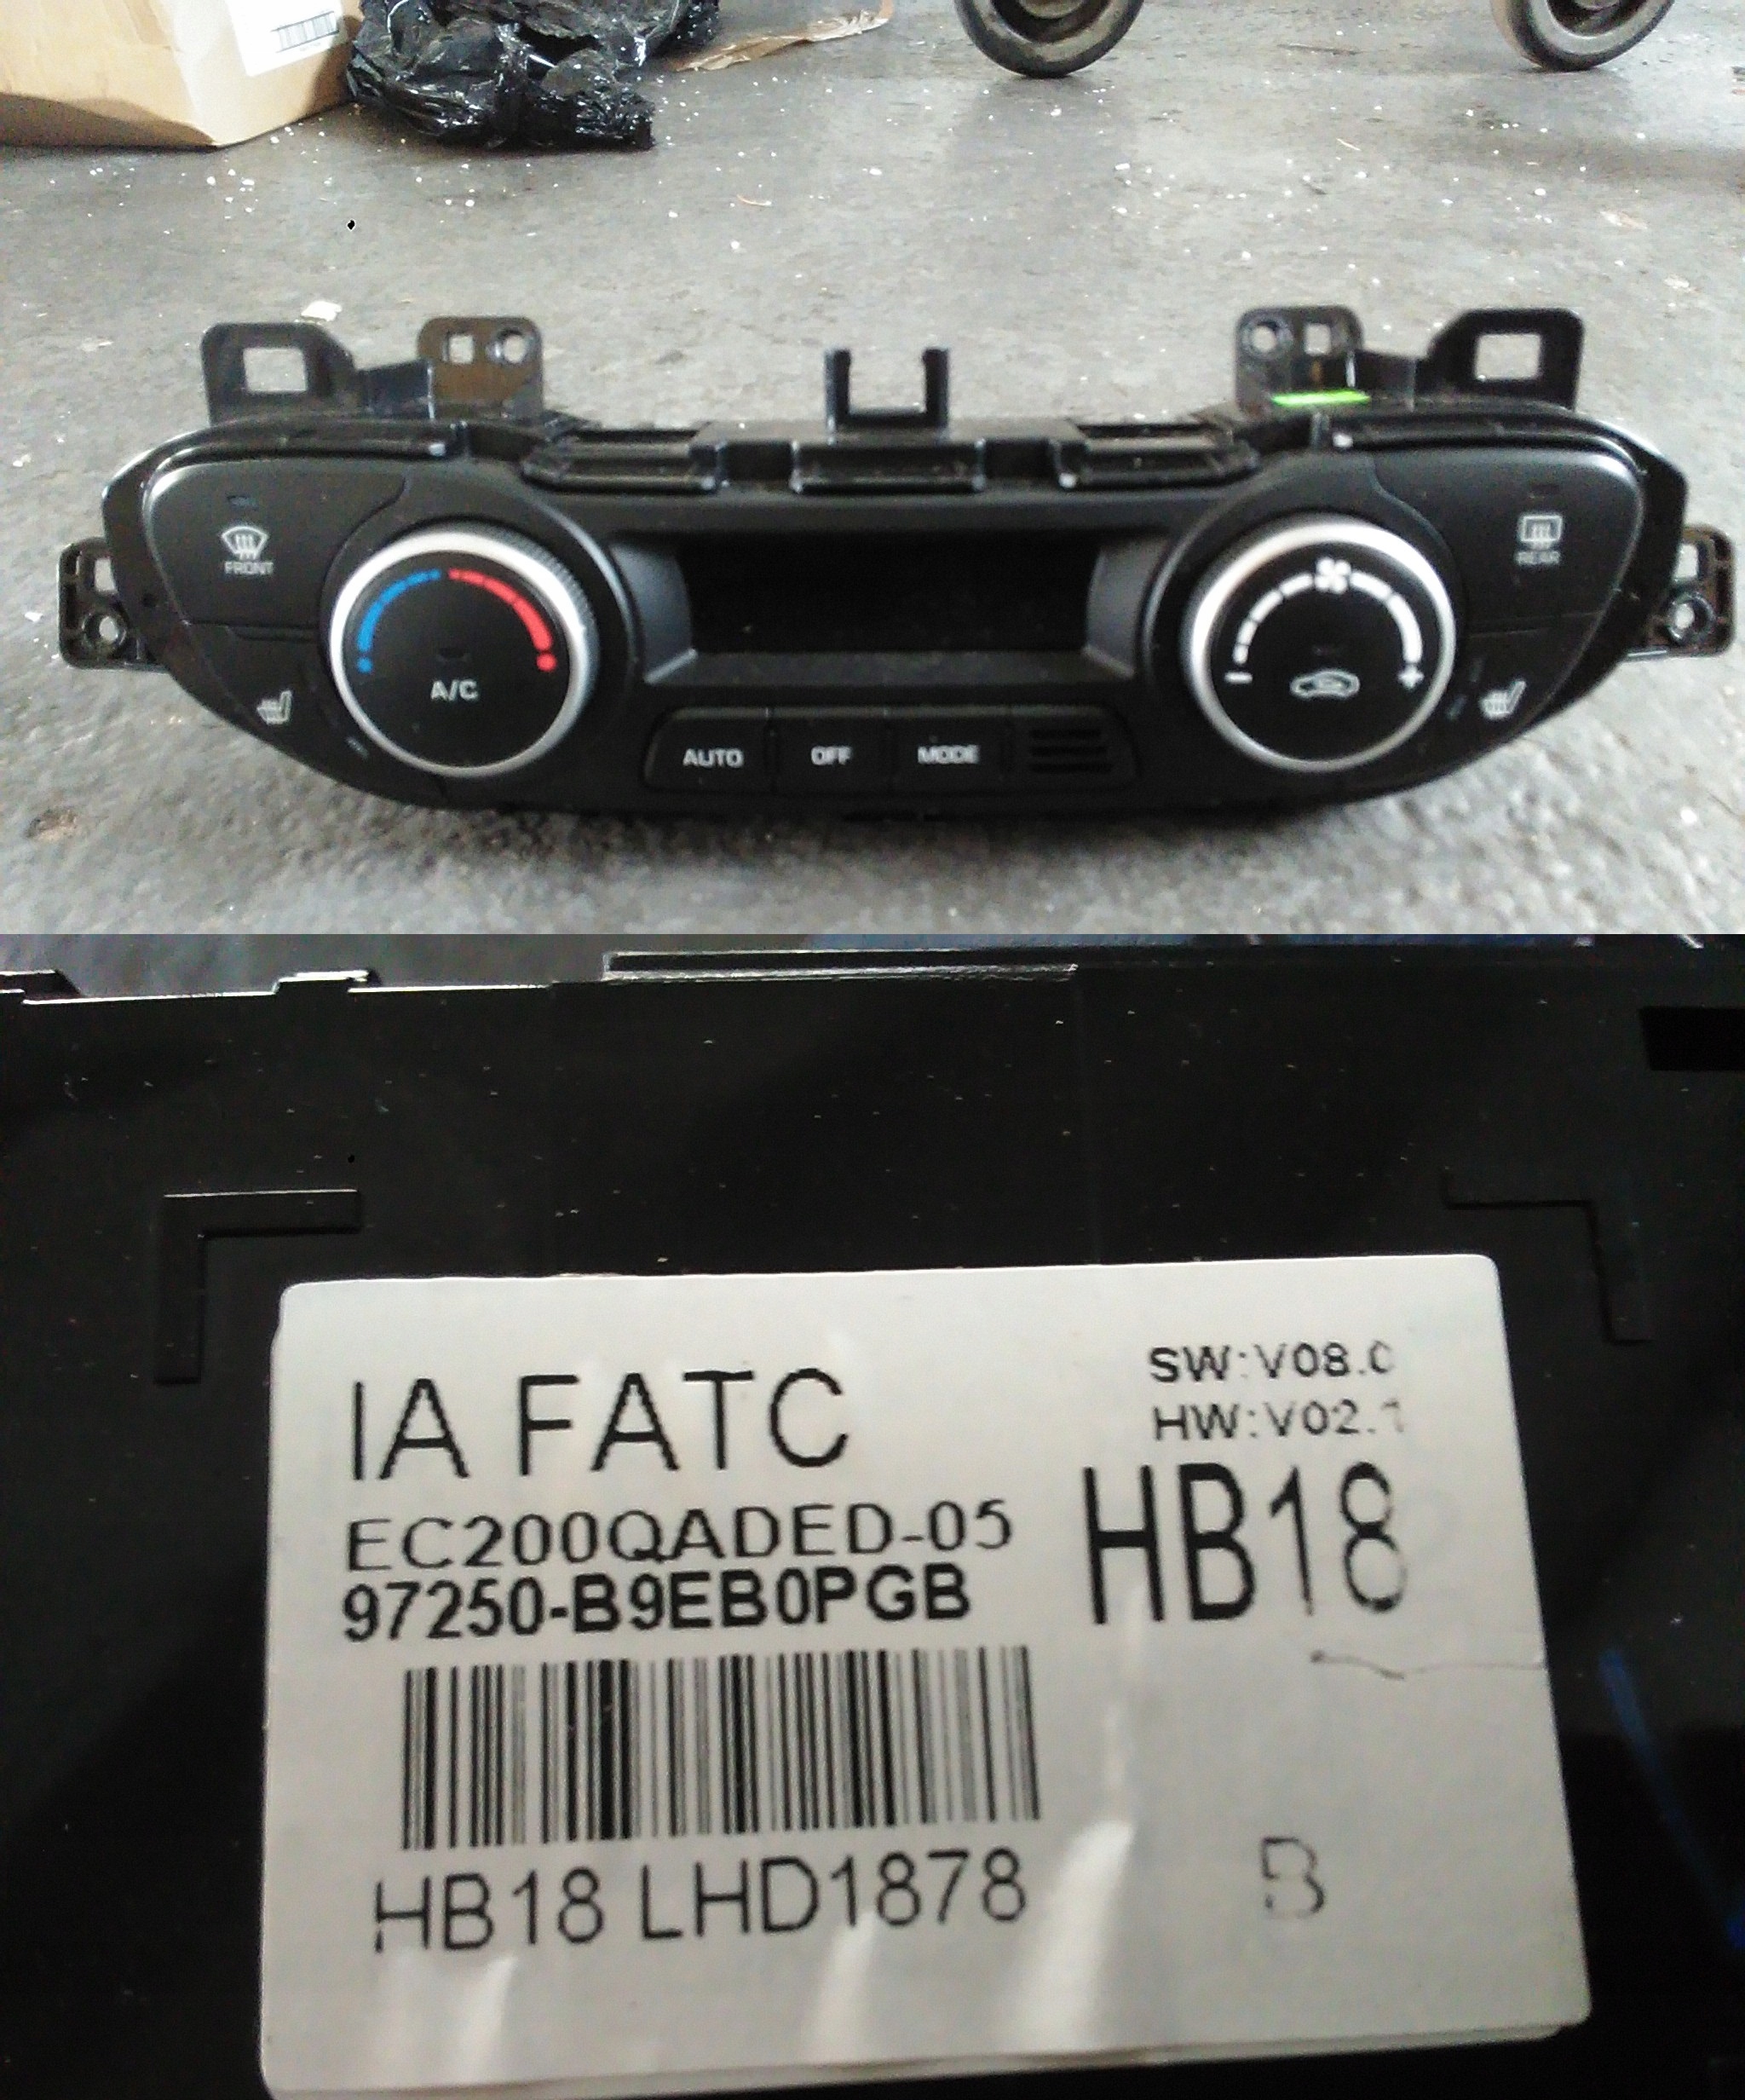 FRONT
REAR
A/C
AUTO OFF MODE
IA FATC
SW:V08.0
HW:V02.1
EC200QADED-05
HB18
97250-B9EB0PGB
HB18 LHD1878
B